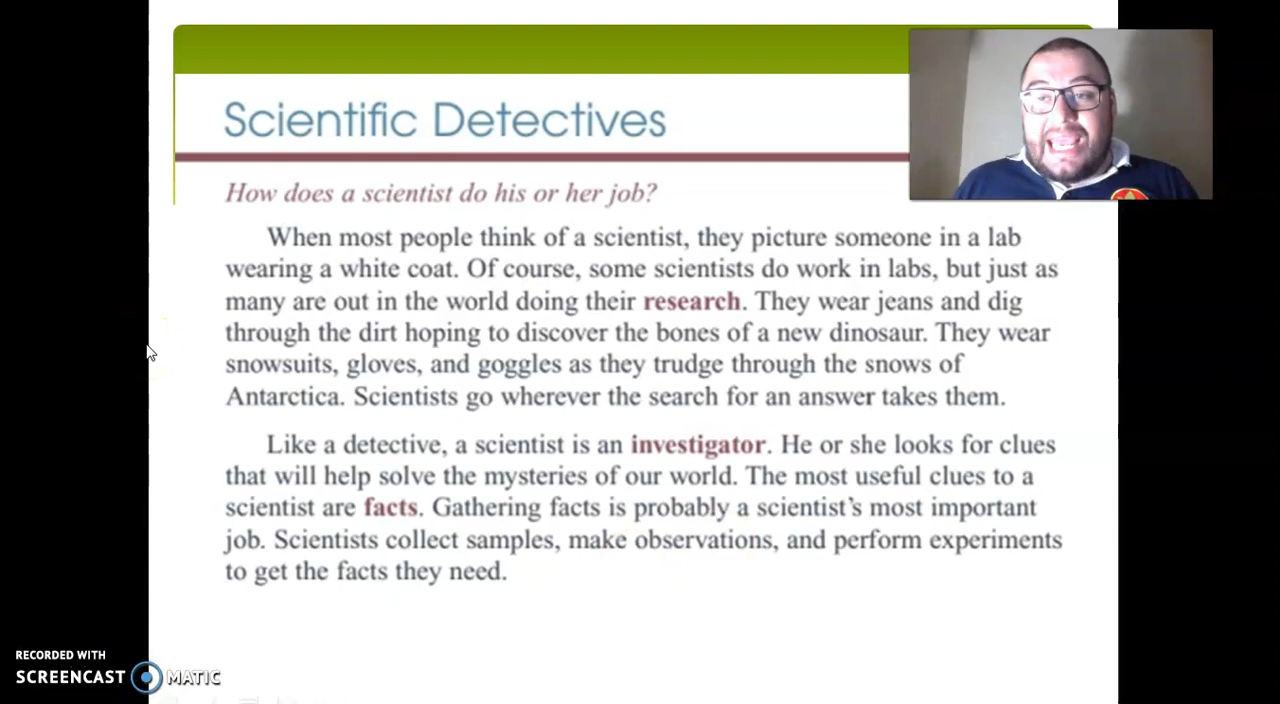 Scientific Detectives
How does a scientist do his or her job?
When most people think of a scientist, they picture someone in a lab
wearing a white coat. Of course, some scientists do work in labs, but just as
many are out in the world doing their research. They wear jeans and dig
through the dirt hoping to discover the bones of a new dinosaur. They wear
snowsuits, gloves, and goggles as they trudge through the snows of
Antarctica. Scientists go wherever the search for an answer takes them.
Like a detective, a scientist is an investigator. He or she looks for clues
that will help solve the mysteries of our world. The most useful clues to a
scientist are facts. Gathering facts is probably a scientist’s most important
job. Scientists collect samples, make observations, and perform experiments
to get the facts they need.
RECORDED WITH
SCREENCAST MATIC